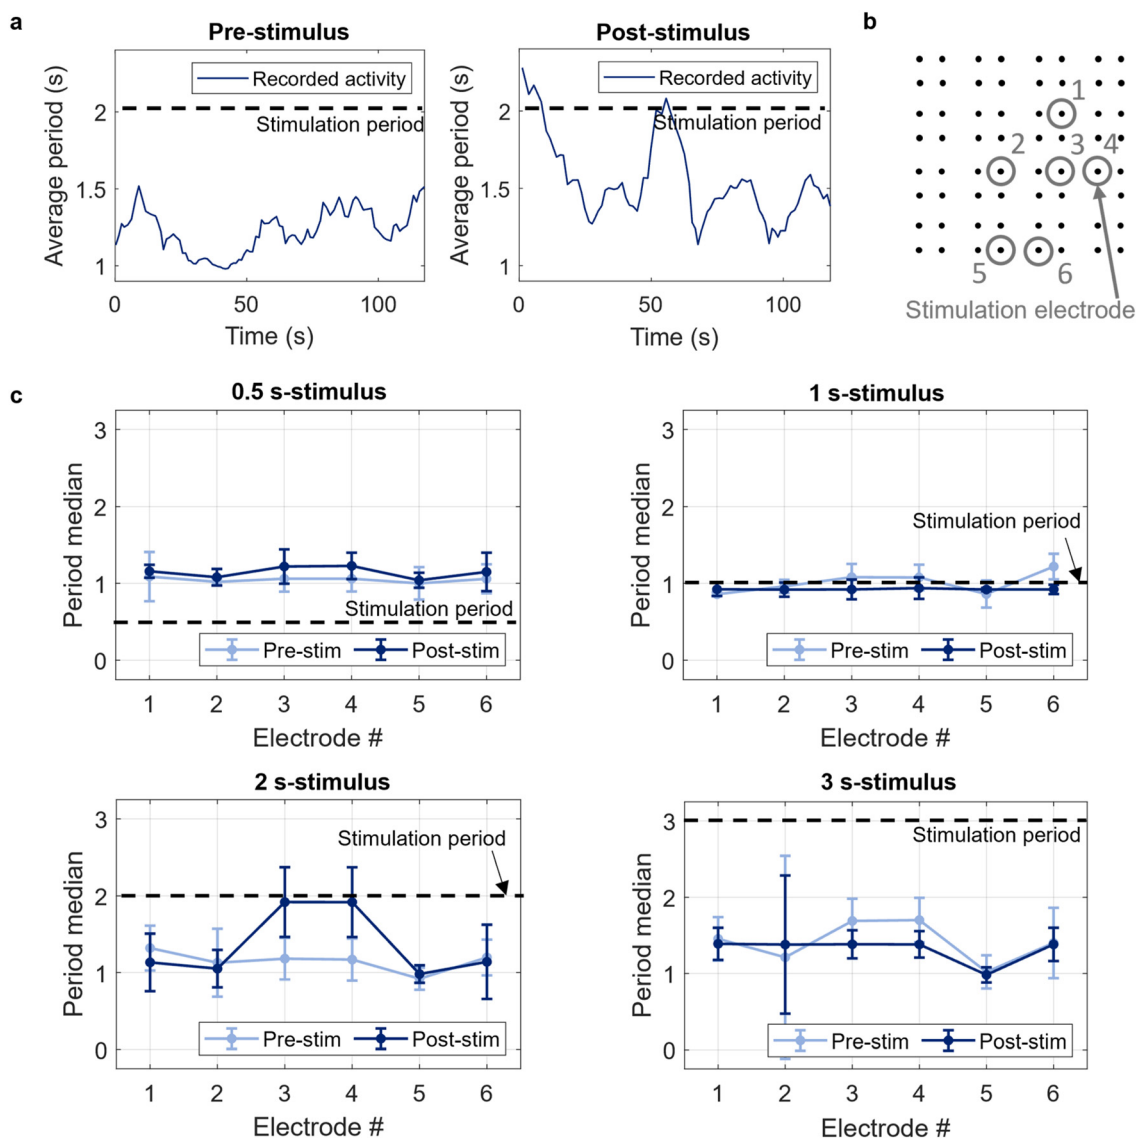 a
Pre-stimulus
Average period (s)
2
1.5
1
Recorded activity
Stimulation period
0
50
100
Time (s)
Post-stimulus
Average period (s)
2
1.5
1
Recorded activity
Stimulation period
0
50
100
Time (s)
b
1
2
3
4
5
6
Stimulation electrode
c
0.5 s-stimulus
Period median
3
2
1
0
Stimulation period
Pre-stim
Post-stim
1 2 3 4 5 6
Electrode #
1 s-stimulus
Period median
3
2
1
0
Stimulation period
Pre-stim
Post-stim
1 2 3 4 5 6
Electrode #
2 s-stimulus
Period median
3
2
1
0
Stimulation period
Pre-stim
Post-stim
1 2 3 4 5 6
Electrode #
3 s-stimulus
Period median
3
2
1
0
Stimulation period
Pre-stim
Post-stim
1 2 3 4 5 6
Electrode #